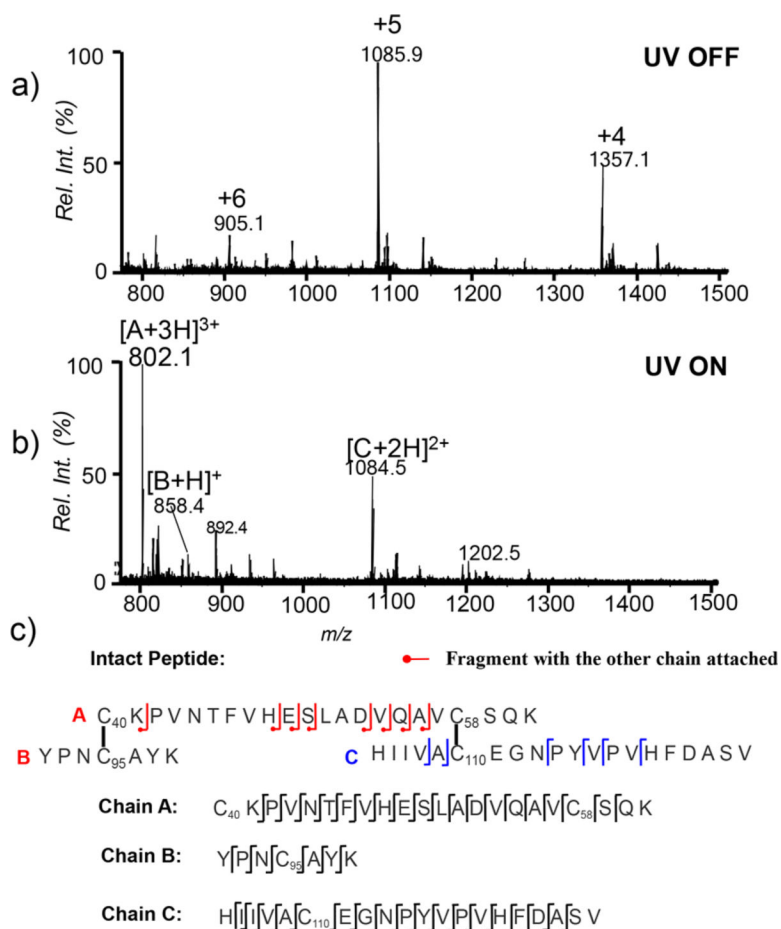 a)
UV OFF
Rel. Int. (%)
100
50
0
+6
905.1
+5
1085.9
+4
1357.1
800 900 1000 1100 1200 1300 1400 1500
b)
UV ON
Rel. Int. (%)
100
50
0
[A+3H]3+
802.1
[B+H]+
858.4
892.4
[C+2H]2+
1084.5
1202.5
800 900 1000 1100 1200 1300 1400 1500
m/z
c)
Intact Peptide: Fragment with the other chain attached
A C40 K P V N T F V H E S L A D V Q A V C58 S Q K
B Y P N C95 A Y K C H I I V A C110 E G N P Y V P V H F D A S V
Chain A: C40 K P V N T F V H E S L A D V Q A V C58 S Q K
Chain B: Y P N C95 A Y K
Chain C: H I I V A C110 E G N P Y V P V H F D A S V